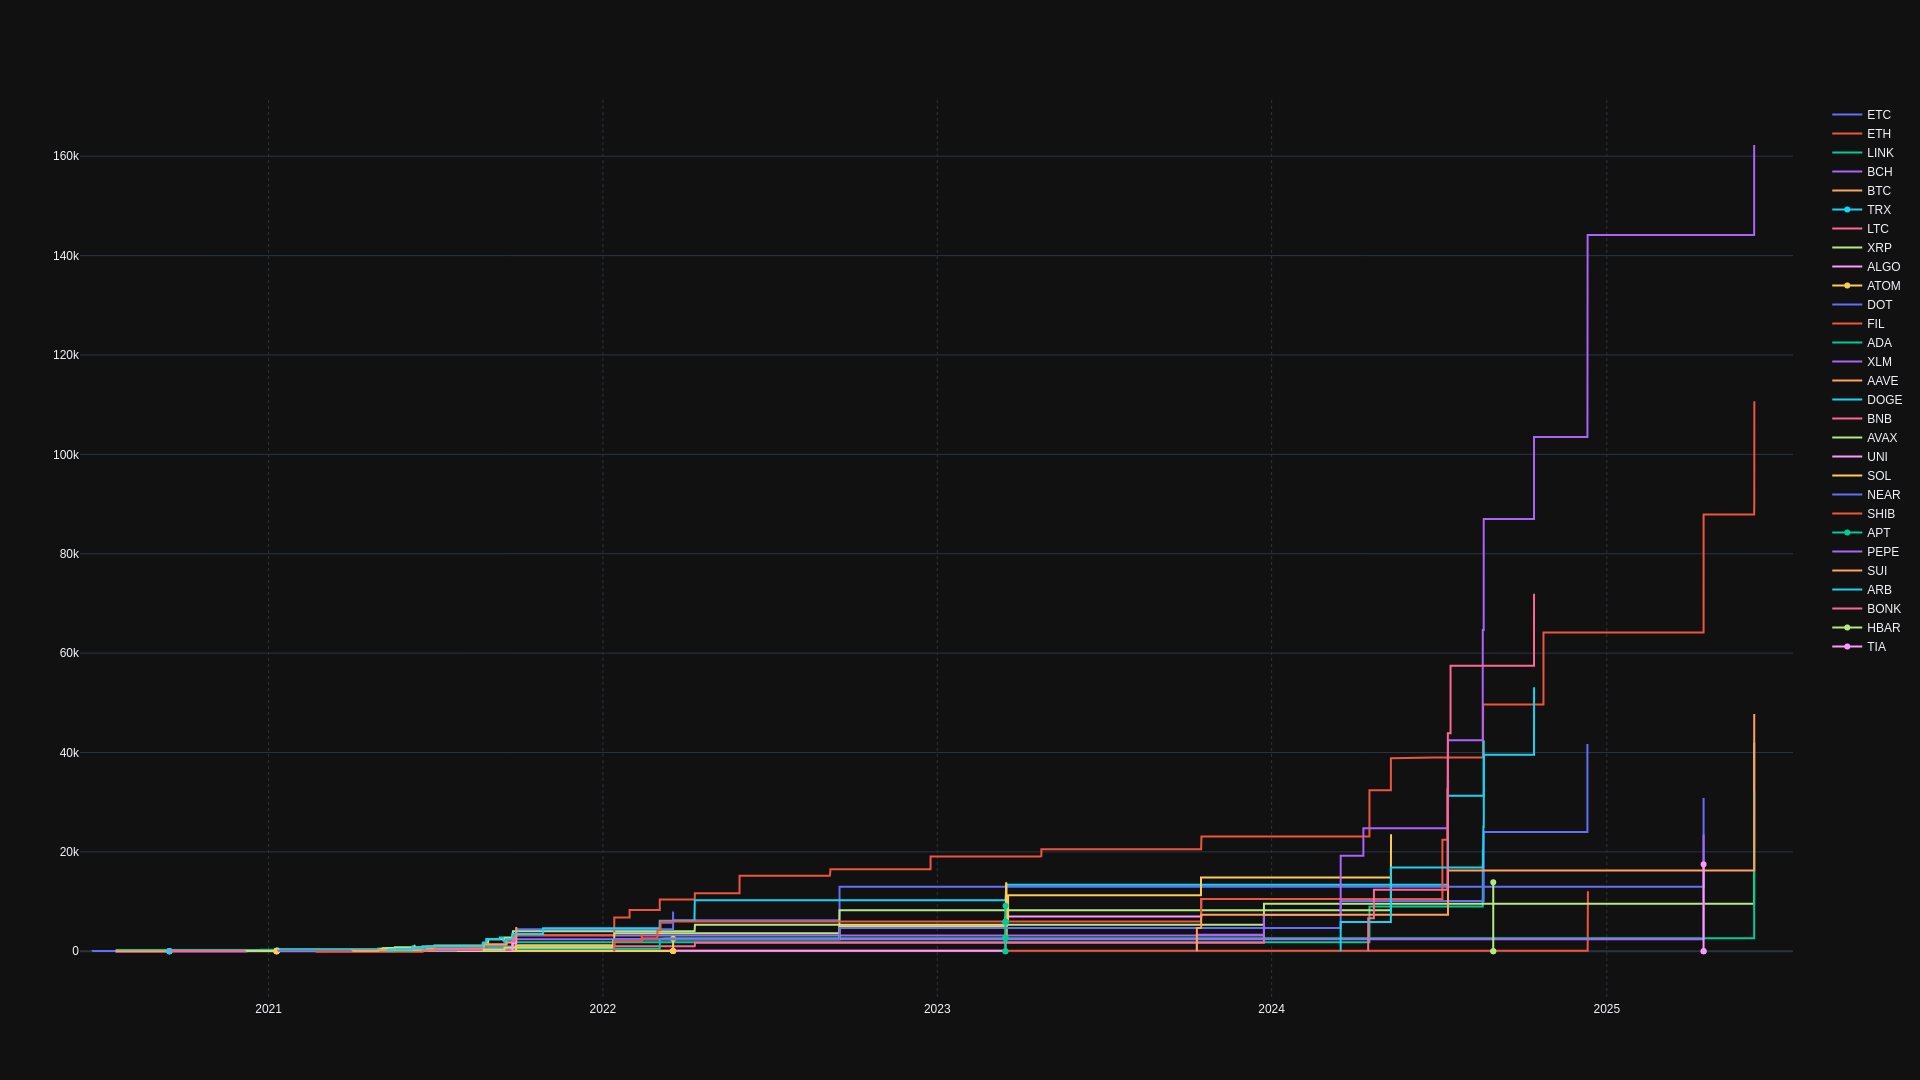 160k
140k
120k
100k
80k
60k
40k
20k
0
2021
2022
2023
2024
2025
ETC
ETH
LINK
BCH
BTC
TRX
LTC
XRP
ALGO
ATOM
DOT
FIL
ADA
XLM
AAVE
DOGE
BNB
AVAX
UNI
SOL
NEAR
SHIB
APT
PEPE
SUI
ARB
BONK
HBAR
TIA